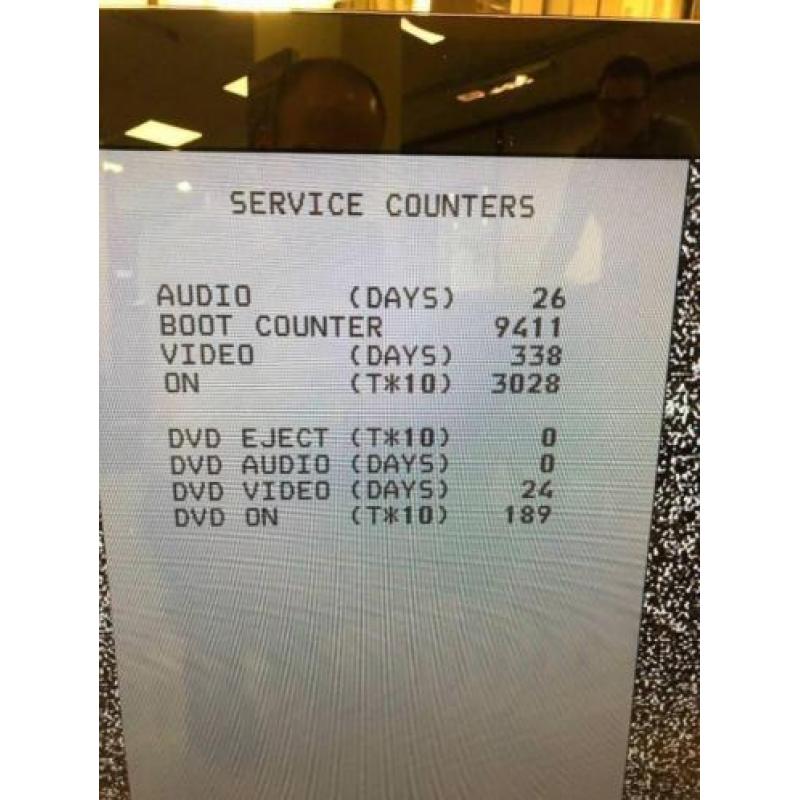 SERVICE COUNTERS
AUDIO (DAYS) 26
BOOT COUNTER 9411
VIDEO (DAYS) 338
ON (T*10) 3028
DVD EJECT (T*10) 0
DVD AUDIO (DAYS) 0
DVD VIDEO (DAYS) 24
DVD ON (T*10) 189